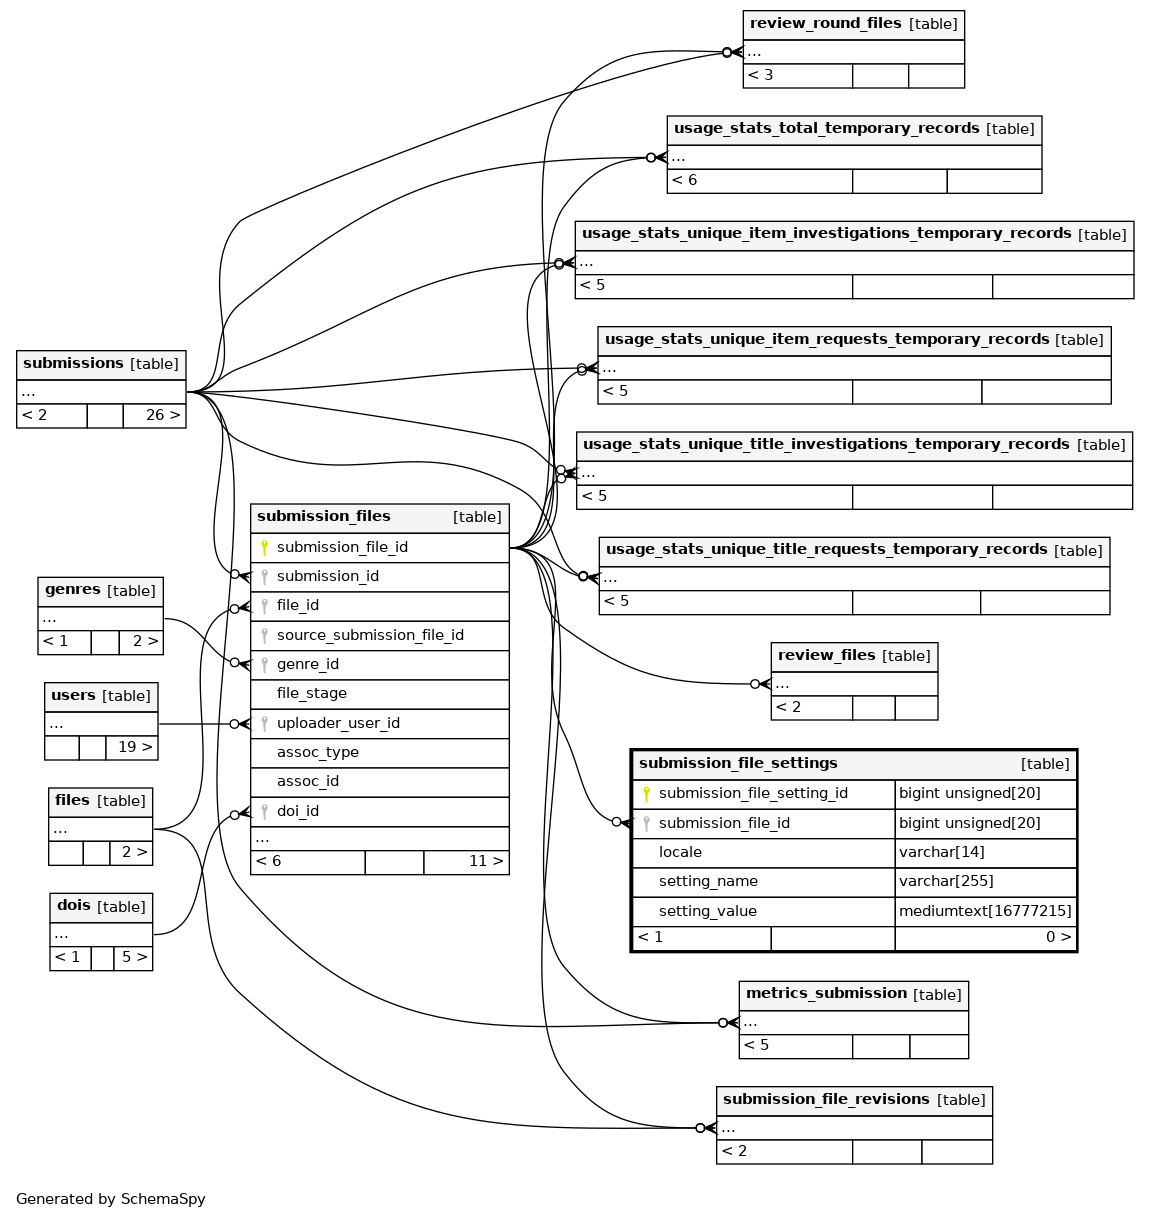 review_round_files [table]
...
< 3
usage_stats_total_temporary_records [table]
...
< 6
usage_stats_unique_item_investigations_temporary_records [table]
...
< 5
usage_stats_unique_item_requests_temporary_records [table]
...
< 5
submissions [table]
...
< 2 26 >
usage_stats_unique_title_investigations_temporary_records [table]
...
< 5
submission_files [table]
submission_file_id
submission_id
file_id
source_submission_file_id
genre_id
file_stage
uploader_user_id
assoc_type
assoc_id
doi_id
...
< 6 11 >
usage_stats_unique_title_requests_temporary_records [table]
...
< 5
genres [table]
...
< 1 2 >
review_files [table]
...
< 2
users [table]
...
19 >
submission_file_settings [table]
submission_file_setting_id bigint unsigned[20]
submission_file_id bigint unsigned[20]
locale varchar[14]
setting_name varchar[255]
setting_value mediumtext[16777215]
< 1 0 >
files [table]
...
2 >
dois [table]
...
< 1 5 >
metrics_submission [table]
...
< 5
submission_file_revisions [table]
...
< 2
Generated by SchemaSpy